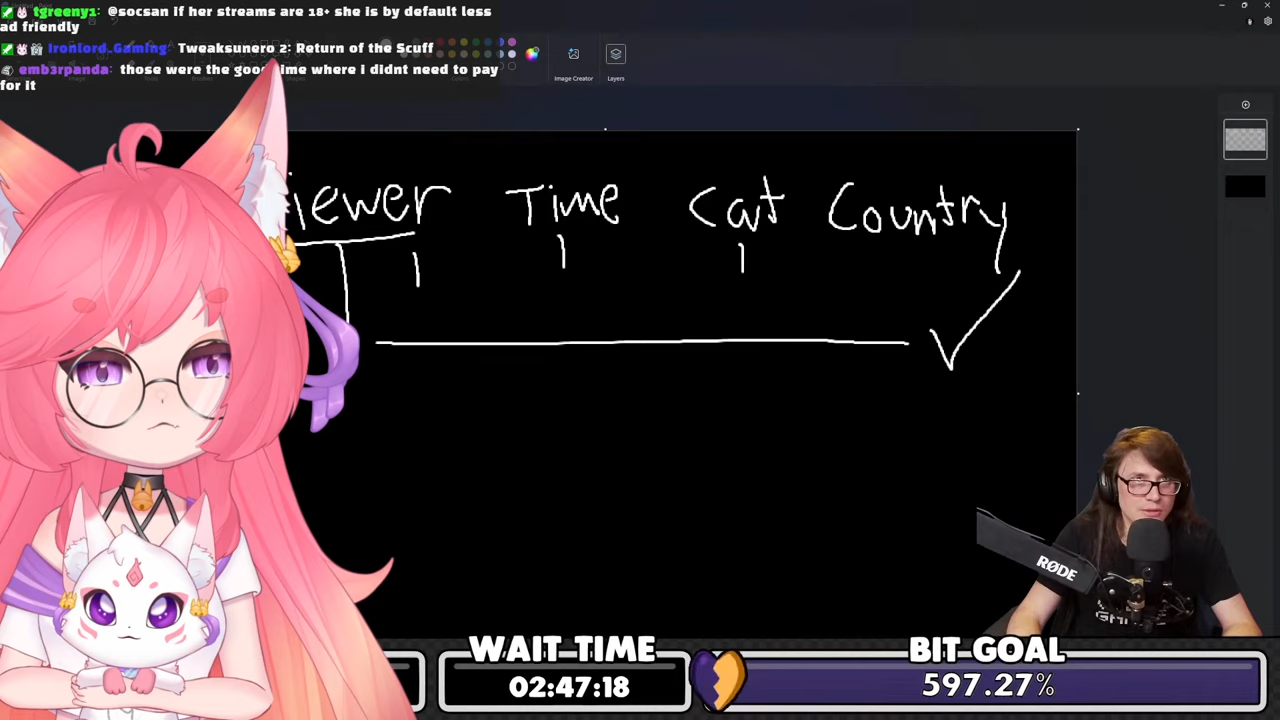 tgreeny1: @socsan if her streams are 18+ she is by default less
ad friendly
Ironlord_Gaming: Tweaksunero 2: Return of the Scuff
emb3rpanda: those were the good time where i didnt need to pay
for it
Image Creator
Layers
iewer Time Cat Country
RØDE
WAIT TIME
02:47:18
BIT GOAL
597.27%